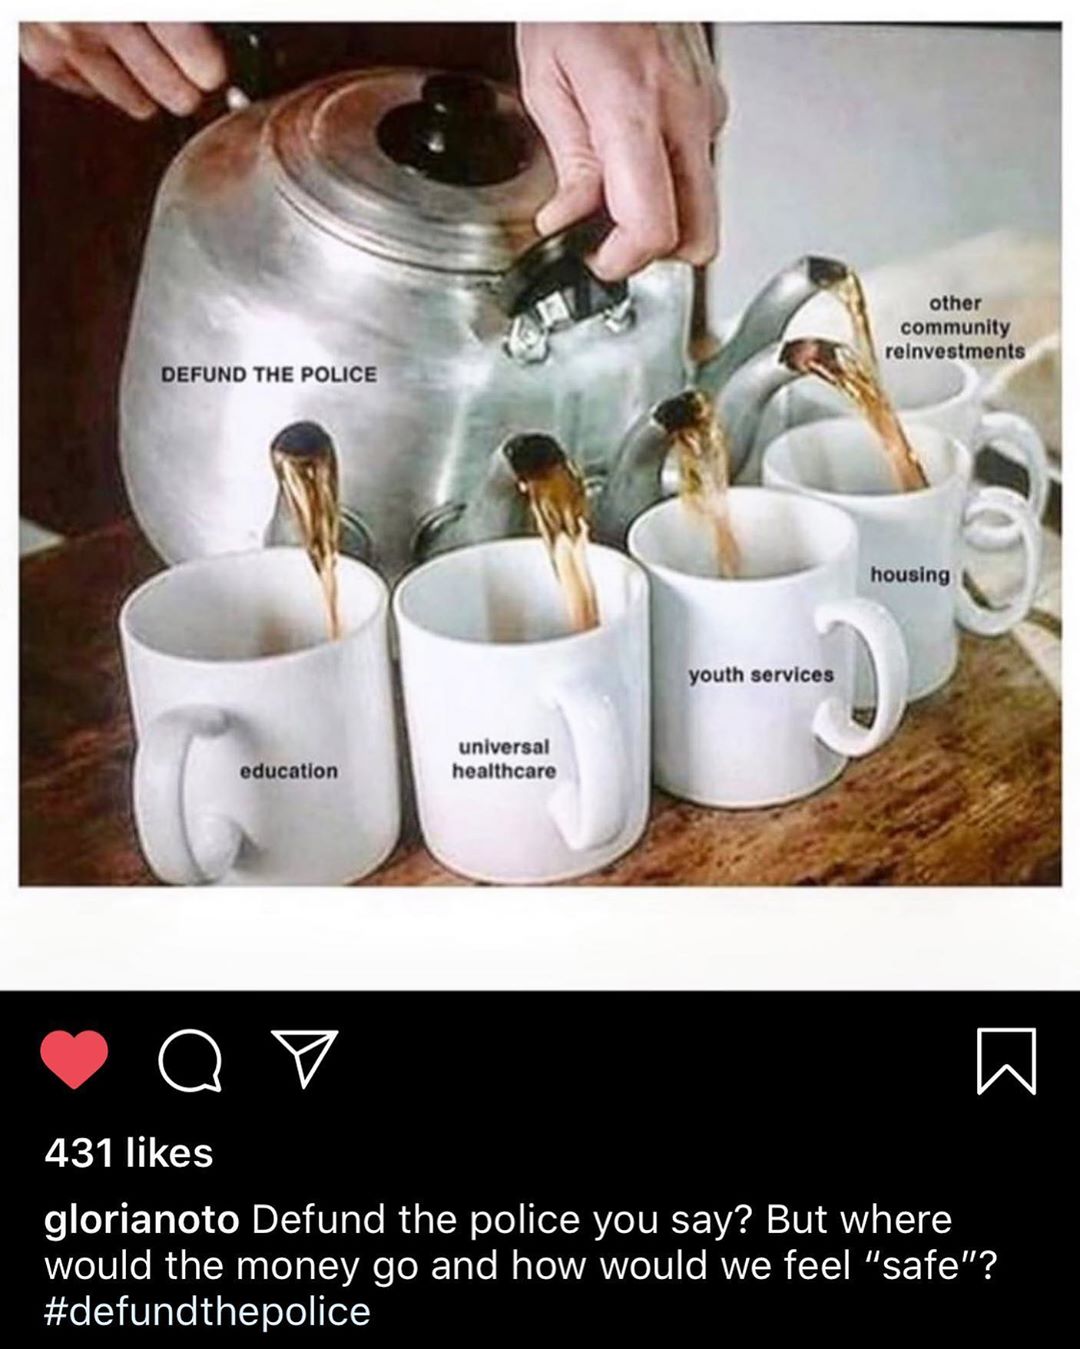 DEFUND THE POLICE
other
community
reinvestments
housing
youth services
universal
healthcare
education
431 likes
glorianoto Defund the police you say? But where
would the money go and how would we feel “safe”?
#defundthepolice